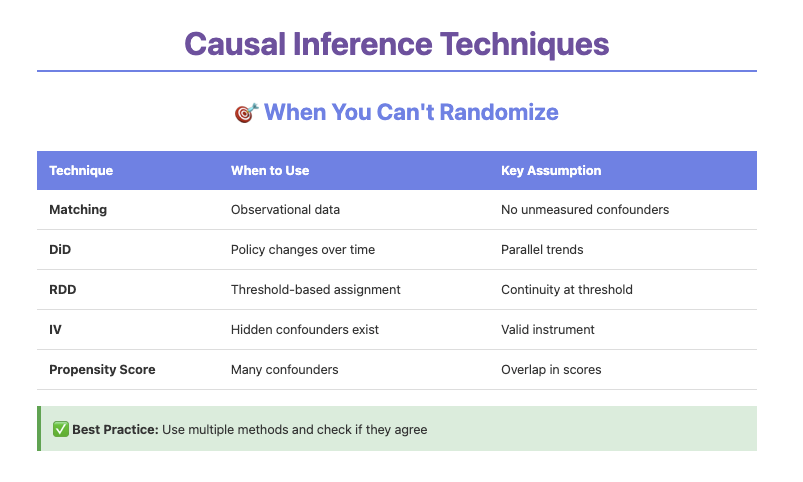 Causal Inference Techniques
🎯 When You Can't Randomize
Technique When to Use Key Assumption
Matching Observational data No unmeasured confounders
DiD Policy changes over time Parallel trends
RDD Threshold-based assignment Continuity at threshold
IV Hidden confounders exist Valid instrument
Propensity Score Many confounders Overlap in scores
✅ Best Practice: Use multiple methods and check if they agree